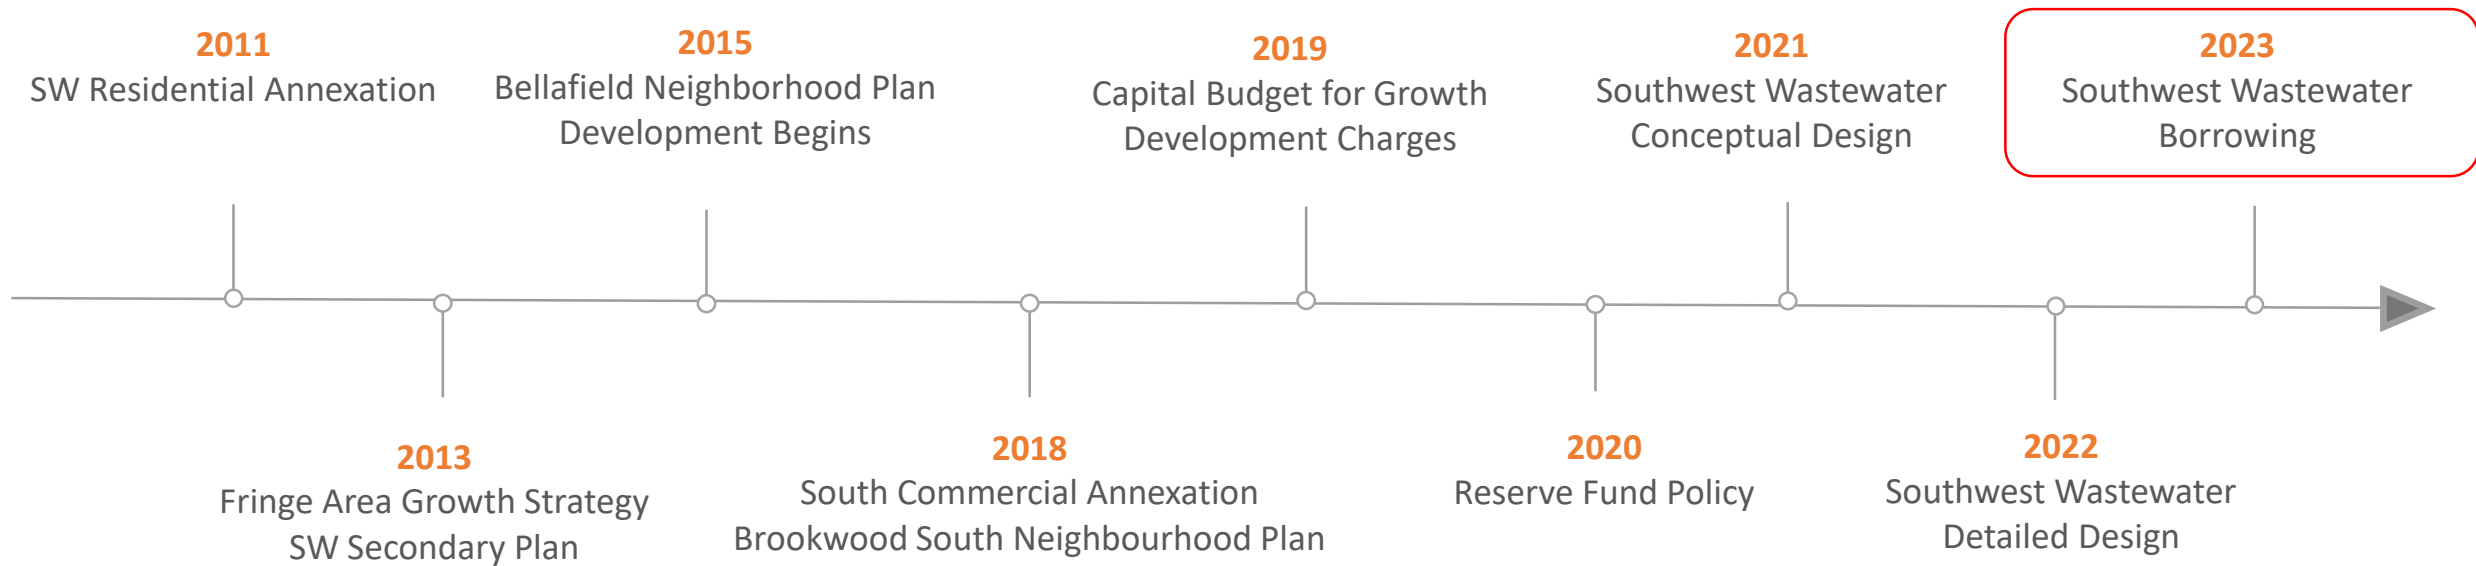 2011
SW Residential Annexation
2015
Bellafield Neighborhood Plan
Development Begins
2019
Capital Budget for Growth
Development Charges
2021
Southwest Wastewater
Conceptual Design
2023
Southwest Wastewater
Borrowing
2013
Fringe Area Growth Strategy
SW Secondary Plan
2018
South Commercial Annexation
Brookwood South Neighbourhood Plan
2020
Reserve Fund Policy
2022
Southwest Wastewater
Detailed Design